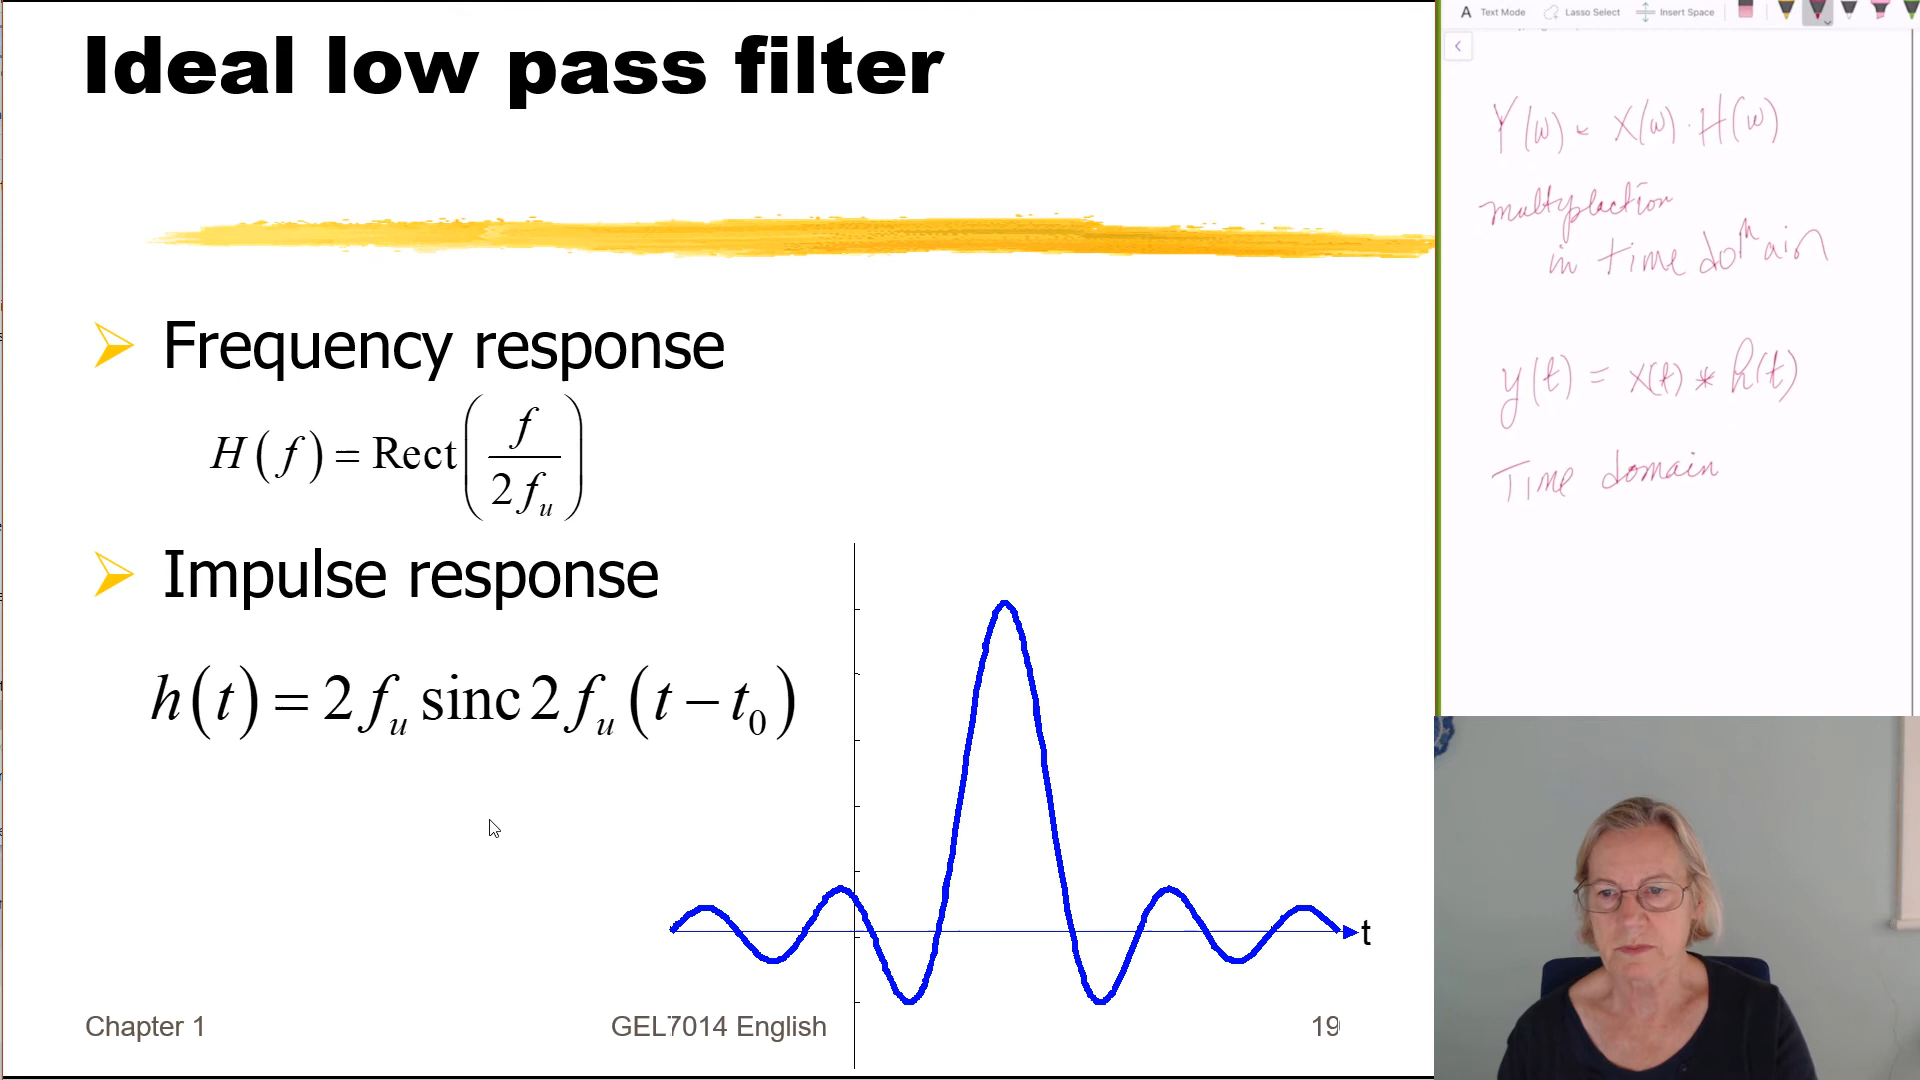 Ideal low pass filter
Frequency response
H(f) = Rect(f / 2f_u)
Impulse response
h(t) = 2f_u sinc 2f_u (t − t_0)
t
Chapter 1
GEL7014 English
19
A Text Mode
Lasso Select
Insert Space
Y(w) = X(w) · H(w)
multyplaction
in time domain
y(t) = x(t) * h(t)
Time domain